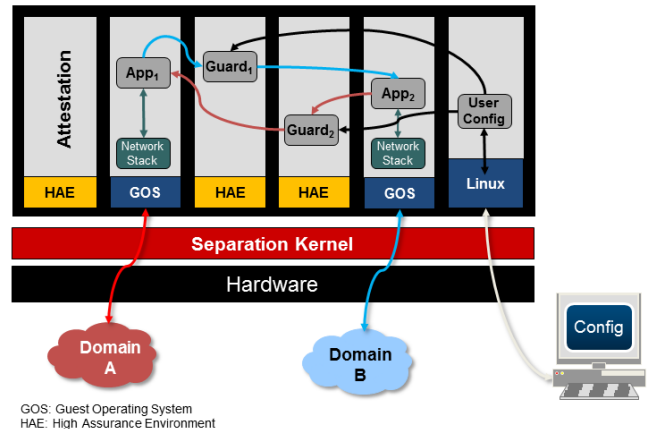 Attestation
HAE
App1
Network
Stack
GOS
Guard1
HAE
Guard2
HAE
App2
Network
Stack
GOS
User
Config
Linux
Separation Kernel
Hardware
Domain
A
Domain
B
Config
GOS: Guest Operating System
HAE: High Assurance Environment